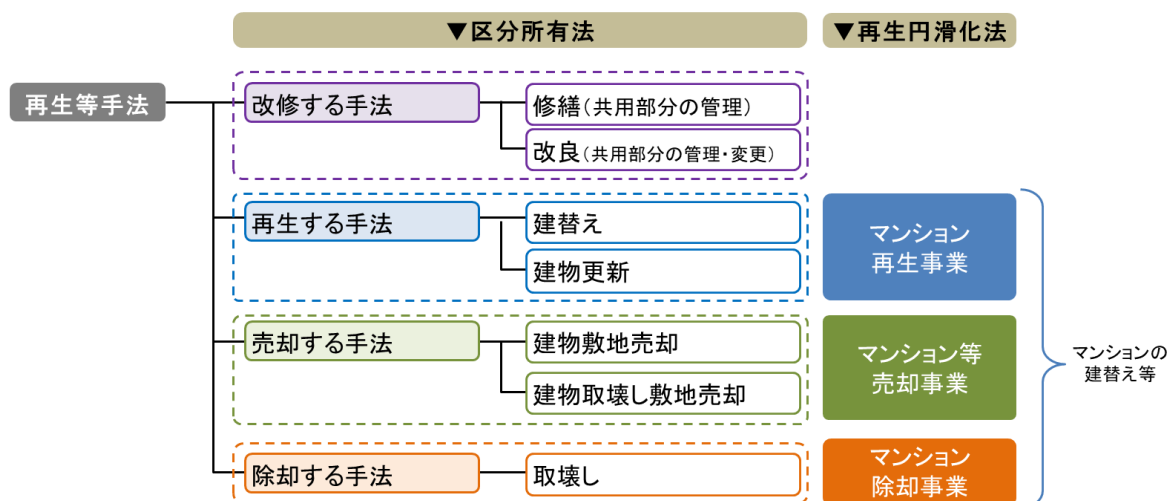 ▼区分所有法
▼再生円滑化法
再生等手法
改修する手法
修繕(共用部分の管理)
改良(共用部分の管理・変更)
再生する手法
建替え
建物更新
マンション
再生事業
売却する手法
建物敷地売却
建物取壊し敷地売却
マンション等
売却事業
マンションの
建替え等
除却する手法
取壊し
マンション
除却事業